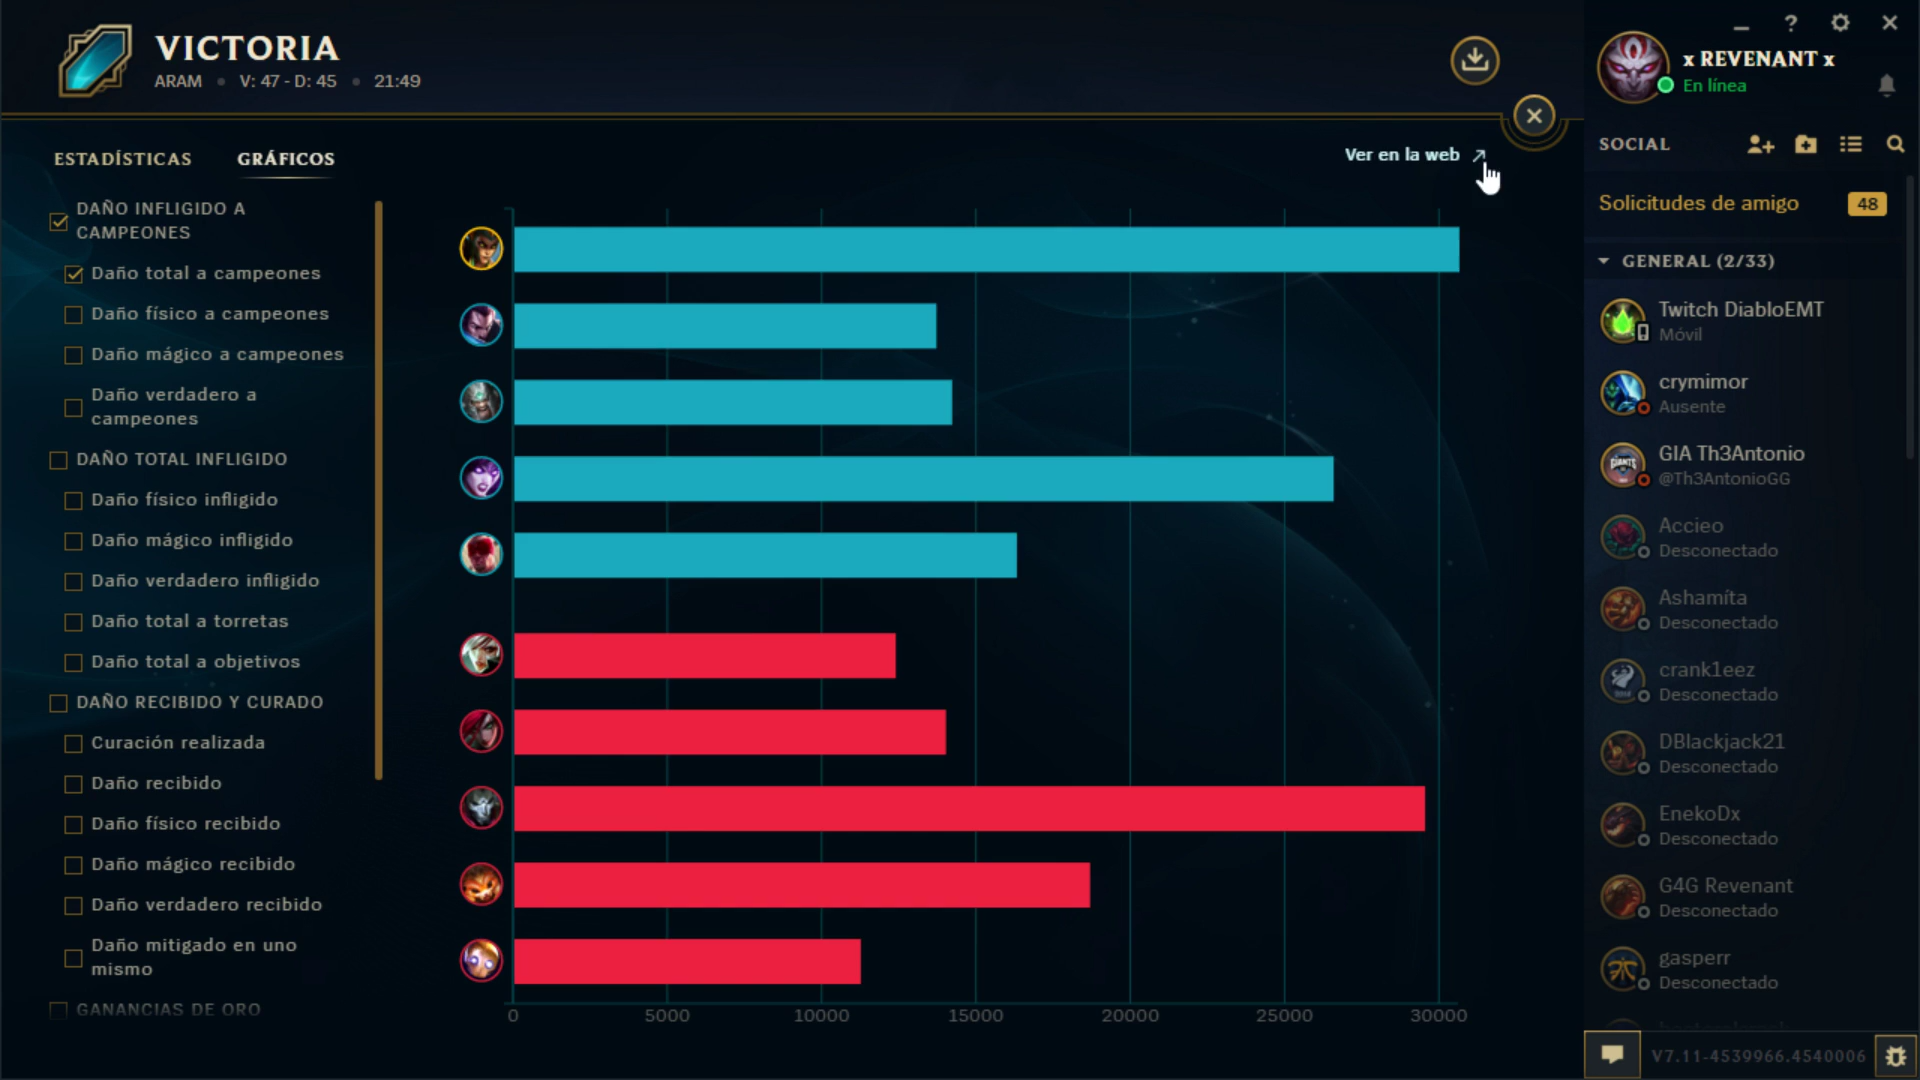 VICTORIA
ARAM • V: 47 - D: 45 • 21:49
ESTADÍSTICAS
GRÁFICOS
Ver en la web
DAÑO INFLIGIDO A
CAMPEONES
Daño total a campeones
Daño físico a campeones
Daño mágico a campeones
Daño verdadero a
campeones
DAÑO TOTAL INFLIGIDO
Daño físico infligido
Daño mágico infligido
Daño verdadero infligido
Daño total a torretas
Daño total a objetivos
DAÑO RECIBIDO Y CURADO
Curación realizada
Daño recibido
Daño físico recibido
Daño mágico recibido
Daño verdadero recibido
Daño mitigado en uno
mismo
GANANCIAS DE ORO
0 5000 10000 15000 20000 25000 30000
?
x REVENANT x
En línea
SOCIAL
Solicitudes de amigo 48
GENERAL (2/33)
Twitch DiabloEMT
Móvil
crymimor
Ausente
GIANTS
GIA Th3Antonio
@Th3AntonioGG
Accieo
Desconectado
Ashamíta
Desconectado
crank1eez
Desconectado
DBlackjack21
Desconectado
EnekoDx
Desconectado
G4G Revenant
Desconectado
gasperr
Desconectado
V7.11-4539966.4540006